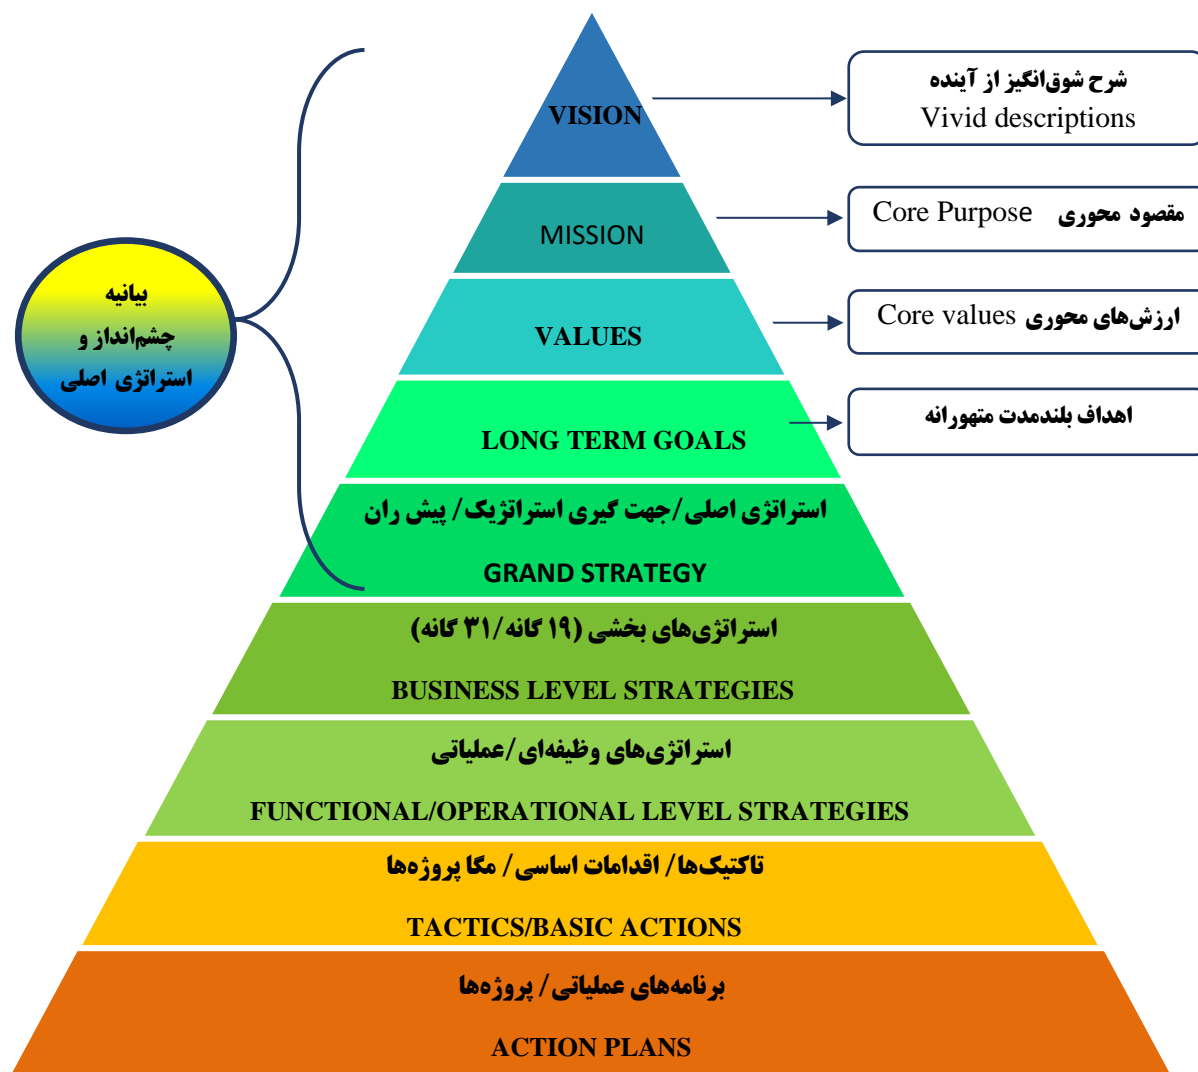 VISION
شرح شوق‌انگیز از آینده
Vivid descriptions
MISSION
مقصود محوری Core Purpose
بیانیه
چشم‌انداز و
استراتژی اصلی
VALUES
ارزش‌های محوری Core values
LONG TERM GOALS
اهداف بلندمدت متهورانه
استراتژی اصلی/جهت گیری استراتژیک/ پیش ران
GRAND STRATEGY
استراتژی‌های بخشی (۱۹ گانه/۳۱ گانه)
BUSINESS LEVEL STRATEGIES
استراتژی‌های وظیفه‌ای/عملیاتی
FUNCTIONAL/OPERATIONAL LEVEL STRATEGIES
تاکتیک‌ها/ اقدامات اساسی/ مگا پروژه‌ها
TACTICS/BASIC ACTIONS
برنامه‌های عملیاتی/ پروژه‌ها
ACTION PLANS